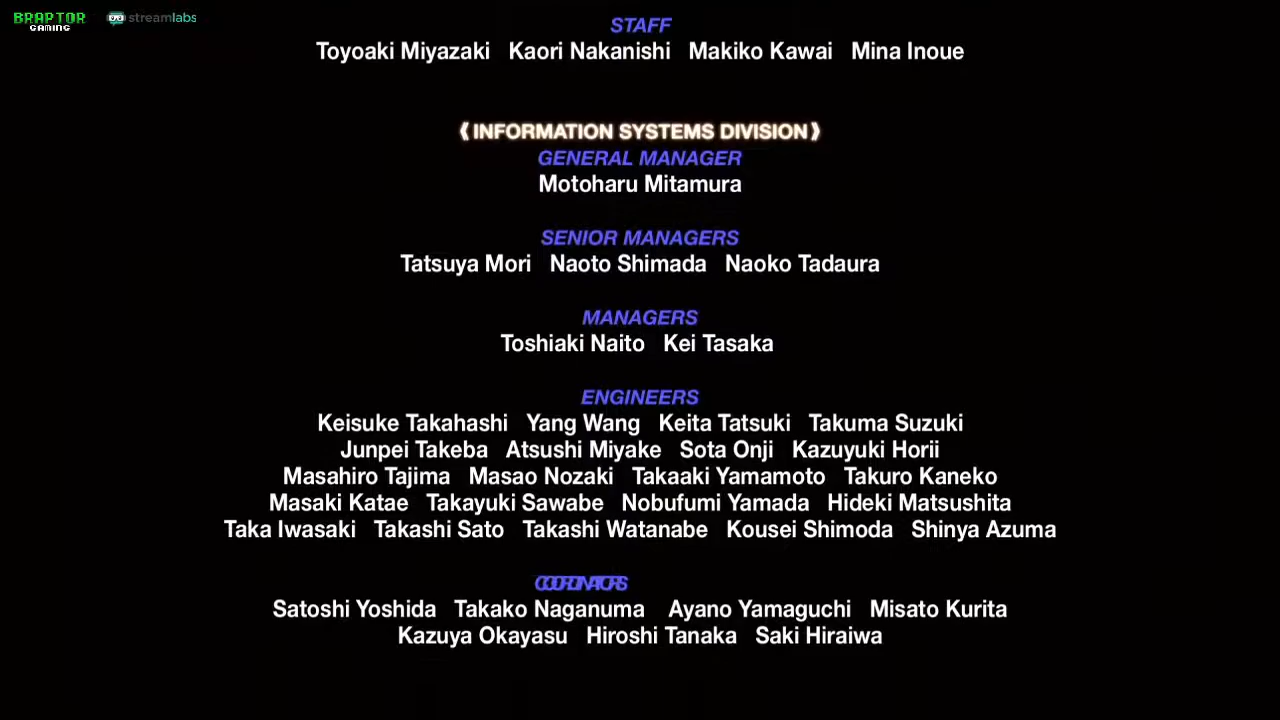 BRAPTOR
GAMING
streamlabs
STAFF
Toyoaki Miyazaki Kaori Nakanishi Makiko Kawai Mina Inoue
⟪INFORMATION SYSTEMS DIVISION⟫
GENERAL MANAGER
Motoharu Mitamura
SENIOR MANAGERS
Tatsuya Mori Naoto Shimada Naoko Tadaura
MANAGERS
Toshiaki Naito Kei Tasaka
ENGINEERS
Keisuke Takahashi Yang Wang Keita Tatsuki Takuma Suzuki
Junpei Takeba Atsushi Miyake Sota Onji Kazuyuki Horii
Masahiro Tajima Masao Nozaki Takaaki Yamamoto Takuro Kaneko
Masaki Katae Takayuki Sawabe Nobufumi Yamada Hideki Matsushita
Taka Iwasaki Takashi Sato Takashi Watanabe Kousei Shimoda Shinya Azuma
COORDINATORS
Satoshi Yoshida Takako Naganuma Ayano Yamaguchi Misato Kurita
Kazuya Okayasu Hiroshi Tanaka Saki Hiraiwa